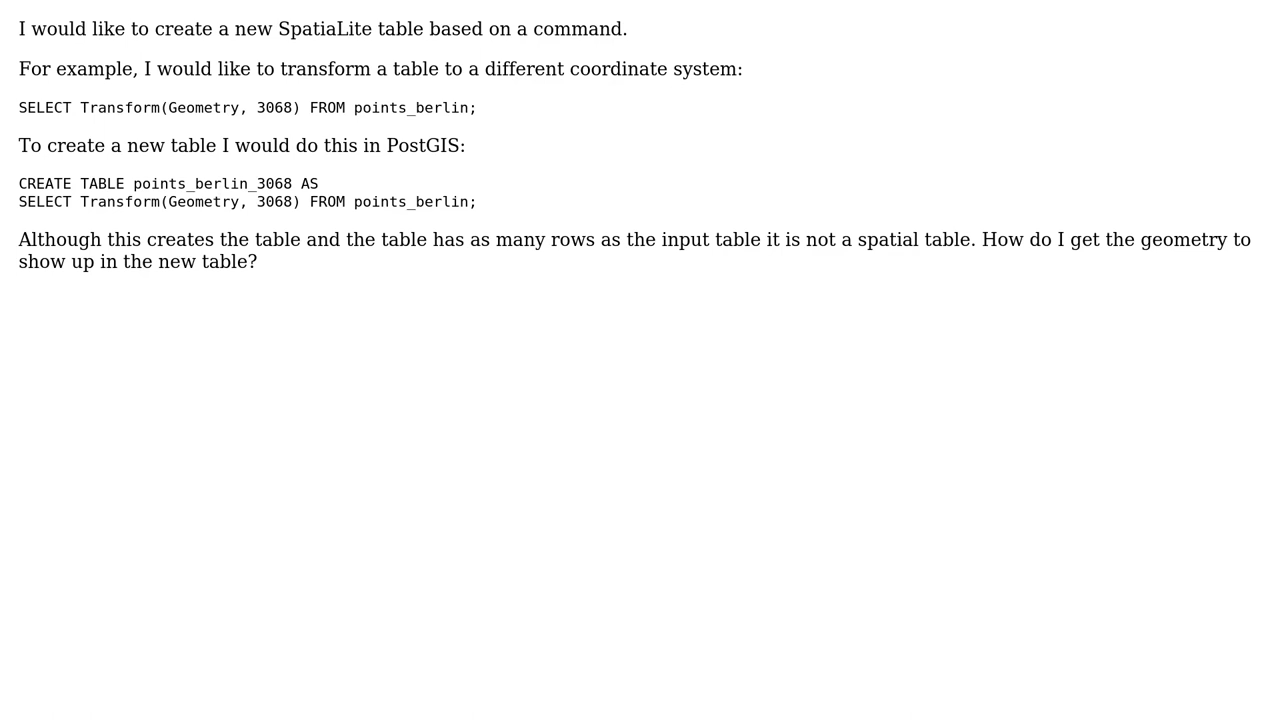 I would like to create a new SpatiaLite table based on a command.
For example, I would like to transform a table to a different coordinate system:
SELECT Transform(Geometry, 3068) FROM points_berlin;
To create a new table I would do this in PostGIS:
CREATE TABLE points_berlin_3068 AS
SELECT Transform(Geometry, 3068) FROM points_berlin;
Although this creates the table and the table has as many rows as the input table it is not a spatial table. How do I get the geometry to
show up in the new table?